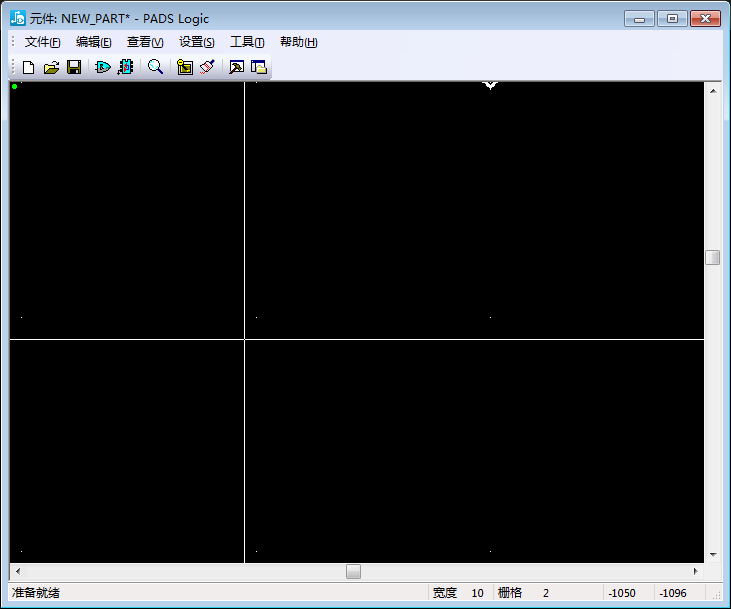 元件: NEW_PART* - PADS Logic
文件(F) 编辑(E) 查看(V) 设置(S) 工具(T) 帮助(H)
准备就绪 宽度 10 栅格 2 -1050 -1096